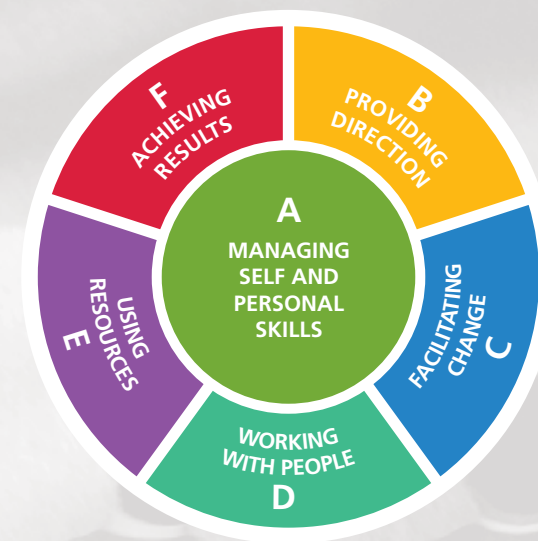 A
MANAGING
SELF AND
PERSONAL
SKILLS
B
PROVIDING
DIRECTION
C
FACILITATING
CHANGE
WORKING
WITH PEOPLE
D
E
USING
RESOURCES
F
ACHIEVING
RESULTS